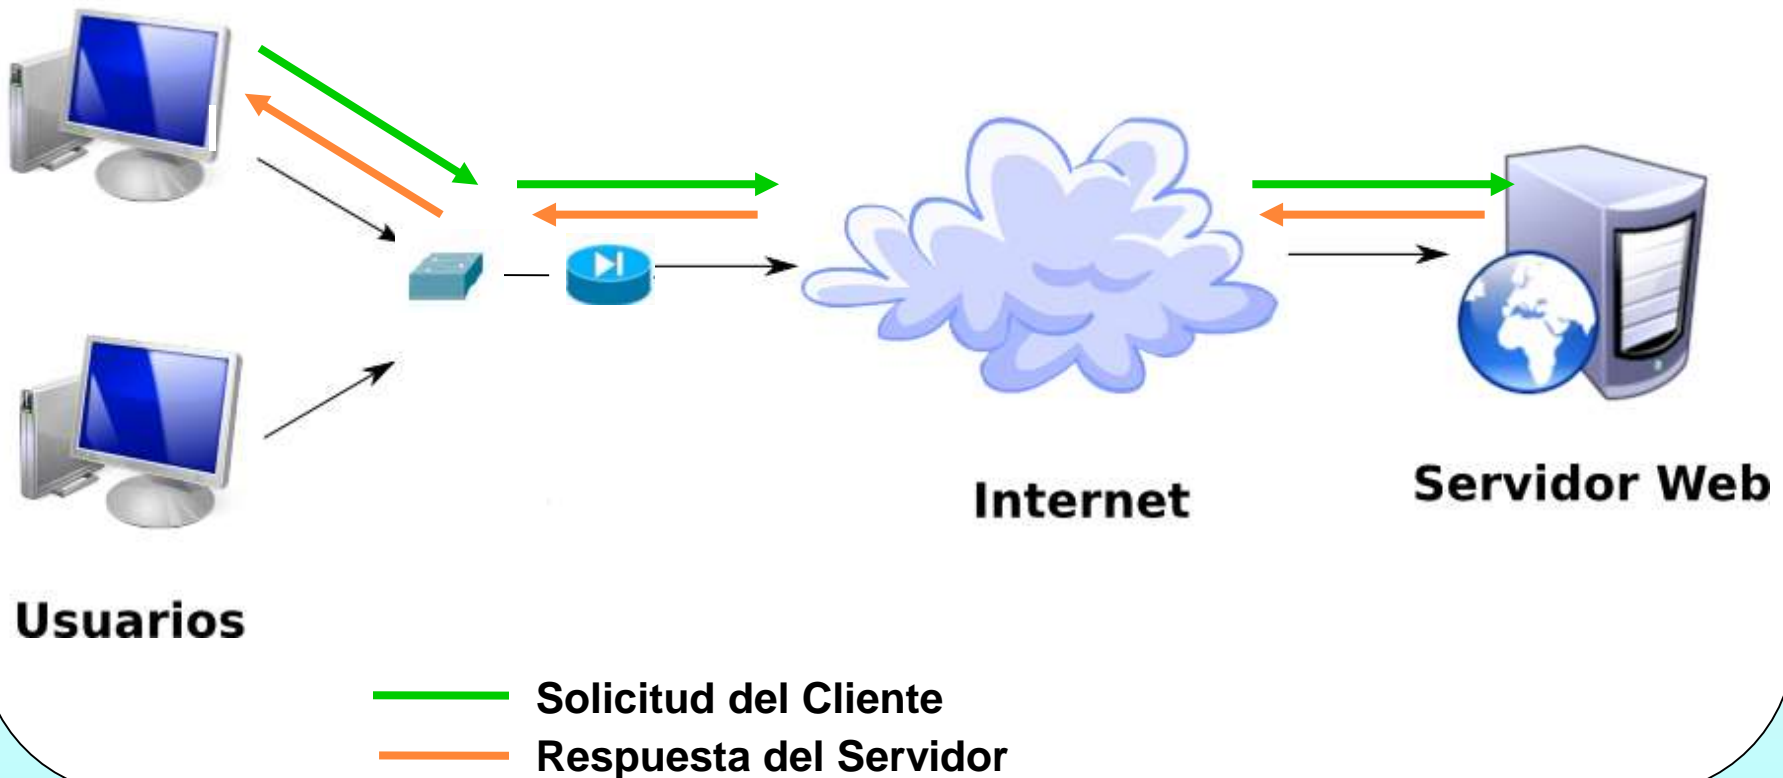 Internet
Servidor Web
Usuarios
Solicitud del Cliente
Respuesta del Servidor